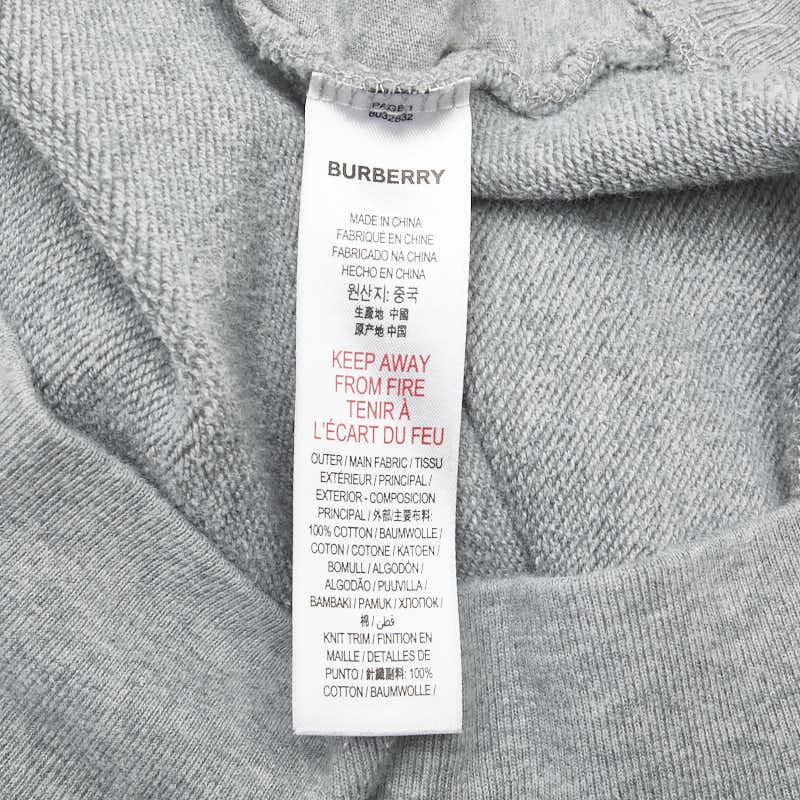 PAGE 1
8032832
BURBERRY
MADE IN CHINA
FABRIQUÉ EN CHINE
FABRICADO NA CHINA
HECHO EN CHINA
원산지: 중국
生產地 中國
原产地 中国
KEEP AWAY
FROM FIRE
TENIR À
L'ÉCART DU FEU
OUTER / MAIN FABRIC / TISSU
EXTÉRIEUR / PRINCIPAL /
EXTERIOR - COMPOSICION
PRINCIPAL / 外部/主要布料:
100% COTTON / BAUMWOLLE /
COTON / COTONE / KATOEN /
BOMULL / ALGODÓN /
ALGODÃO / PUUVILLA /
BAMBAKI / PAMUK / ХЛОПОК /
棉 / قطن /
KNIT TRIM / FINITION EN
MAILLE / DETALLES DE
PUNTO / 針織副料: 100%
COTTON / BAUMWOLLE /